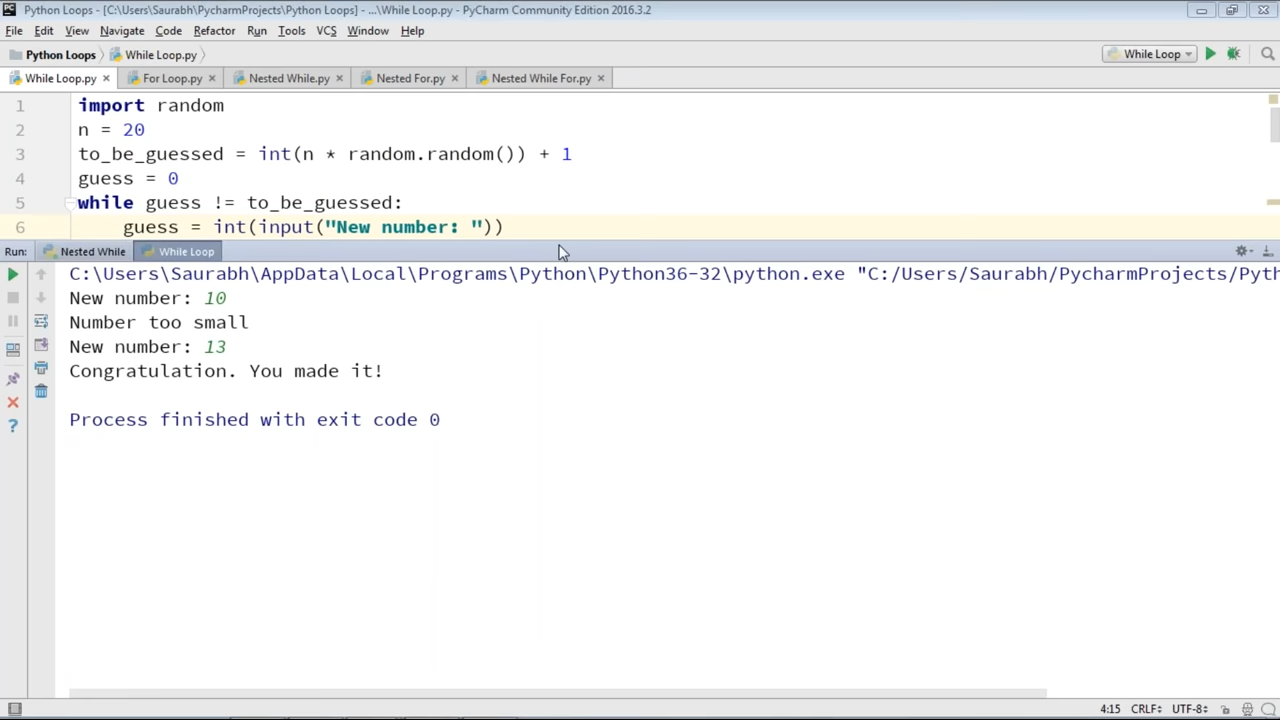 Python Loops - [C:\Users\Saurabh\PycharmProjects\Python Loops] - ...\While Loop.py - PyCharm Community Edition 2016.3.2
File Edit View Navigate Code Refactor Run Tools VCS Window Help
Python Loops While Loop.py While Loop
While Loop.py For Loop.py Nested While.py Nested For.py Nested While For.py
1 import random
2 n = 20
3 to_be_guessed = int(n * random.random()) + 1
4 guess = 0
5 while guess != to_be_guessed:
6 guess = int(input("New number: "))
Run: Nested While While Loop
C:\Users\Saurabh\AppData\Local\Programs\Python\Python36-32\python.exe "C:/Users/Saurabh/PycharmProjects/Pyth
New number: 10
Number too small
New number: 13
Congratulation. You made it!
Process finished with exit code 0
4:15 CRLF÷ UTF-8÷